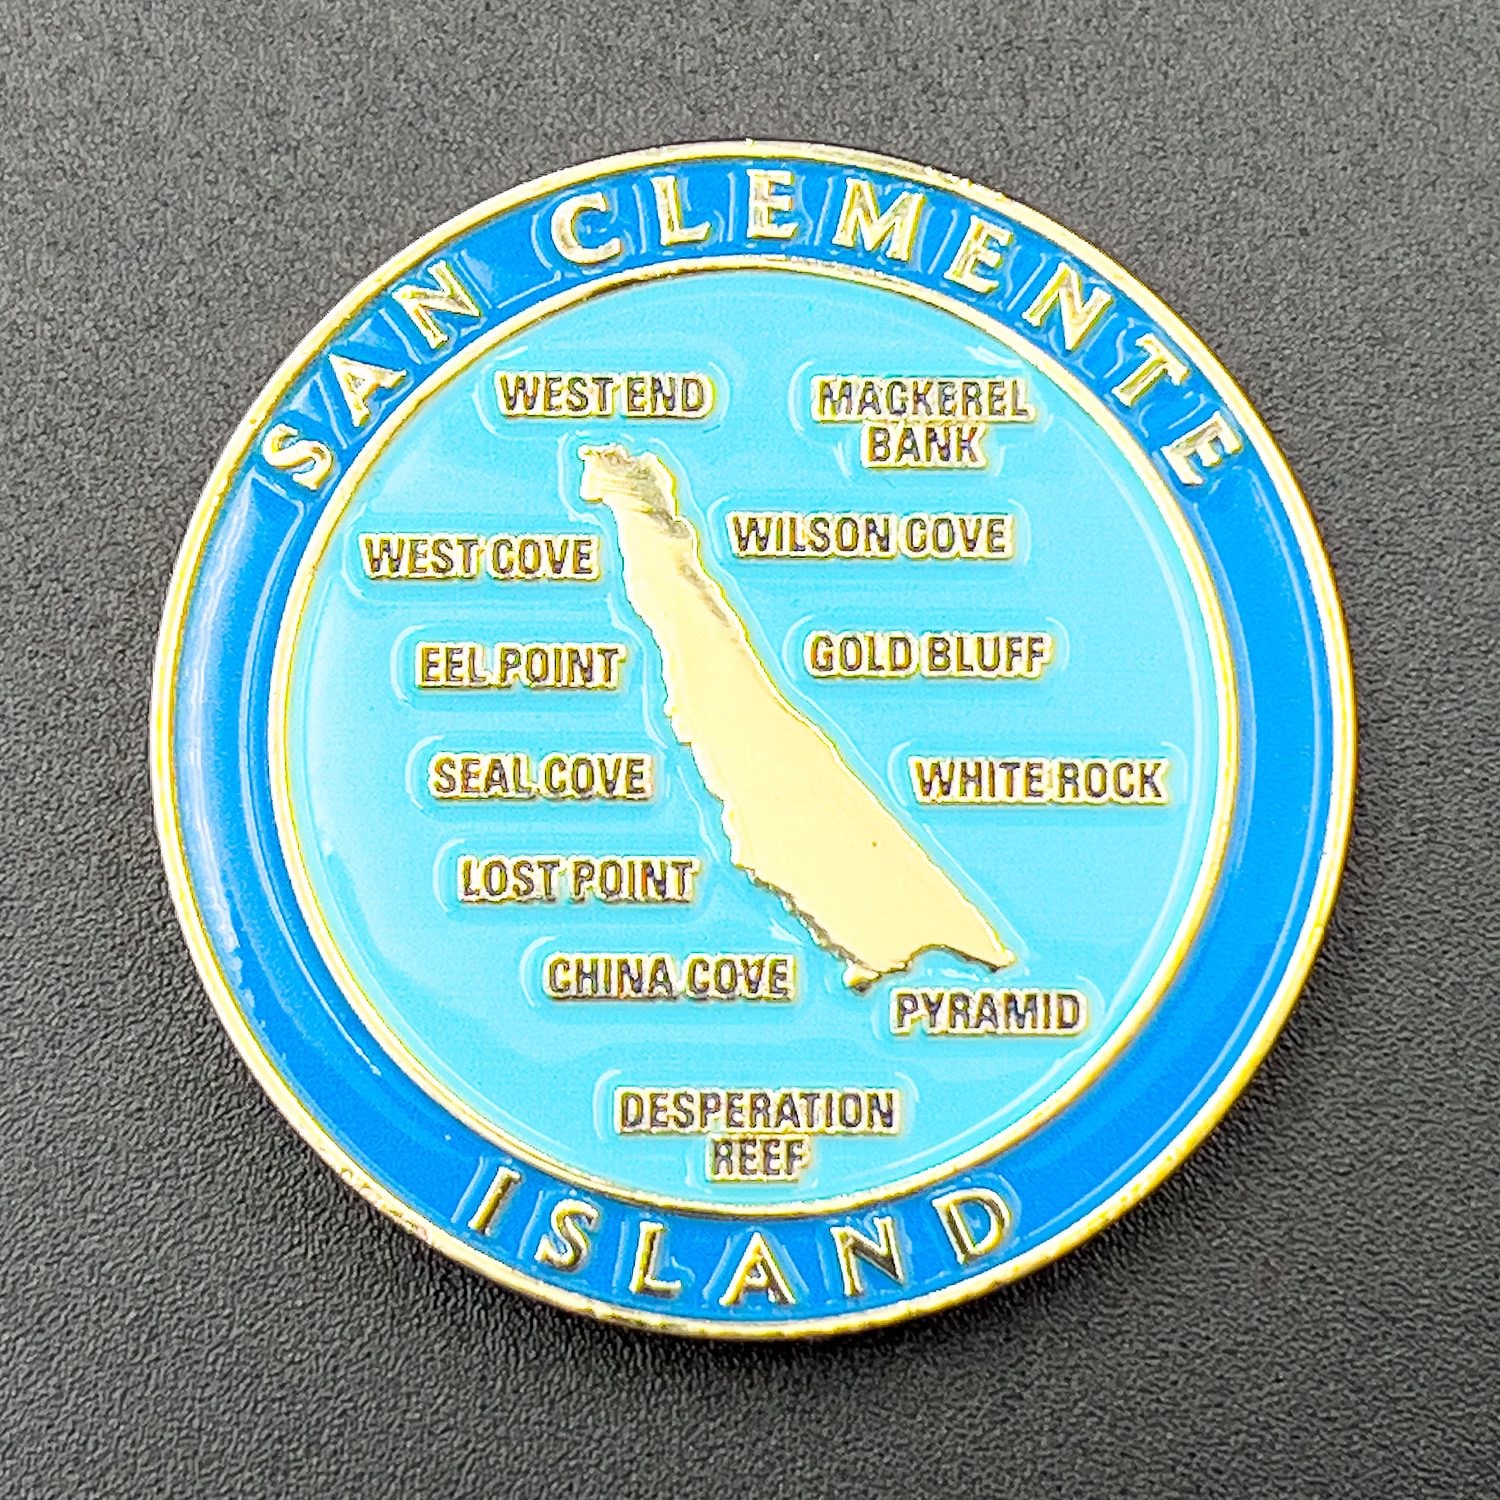 SAN CLEMENTE
WEST END
MACKEREL
BANK
WILSON COVE
WEST COVE
GOLD BLUFF
EEL POINT
SEAL COVE
WHITE ROCK
LOST POINT
CHINA COVE
PYRAMID
DESPERATION
REEF
ISLAND